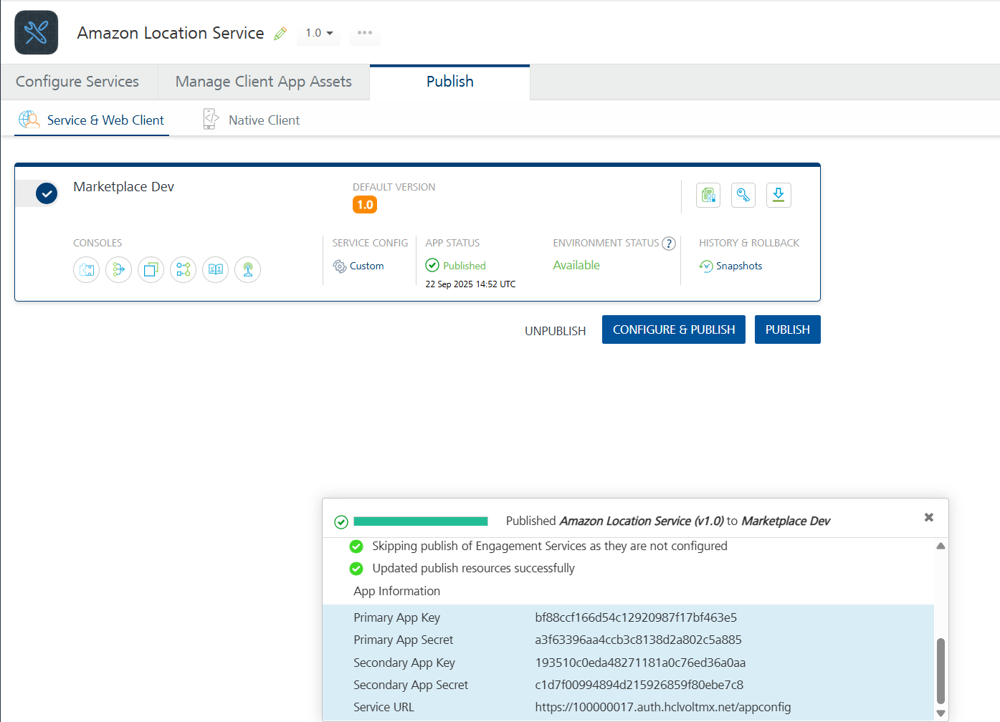 Amazon Location Service 1.0
Configure Services Manage Client App Assets Publish
Service & Web Client Native Client
Marketplace Dev DEFAULT VERSION
1.0
CONSOLES SERVICE CONFIG APP STATUS ENVIRONMENT STATUS ? HISTORY & ROLLBACK
Custom Published Available Snapshots
22 Sep 2025 14:52 UTC
UNPUBLISH CONFIGURE & PUBLISH PUBLISH
Published Amazon Location Service (v1.0) to Marketplace Dev
Skipping publish of Engagement Services as they are not configured
Updated publish resources successfully
App Information
Primary App Key bf88ccf166d54c12920987f17bf463e5
Primary App Secret a3f63396aa4ccb3c8138d2a802c5a885
Secondary App Key 193510c0eda48271181a0c76ed36a0aa
Secondary App Secret c1d7f00994894d215926859f80ebe7c8
Service URL https://100000017.auth.hclvoltmx.net/appconfig